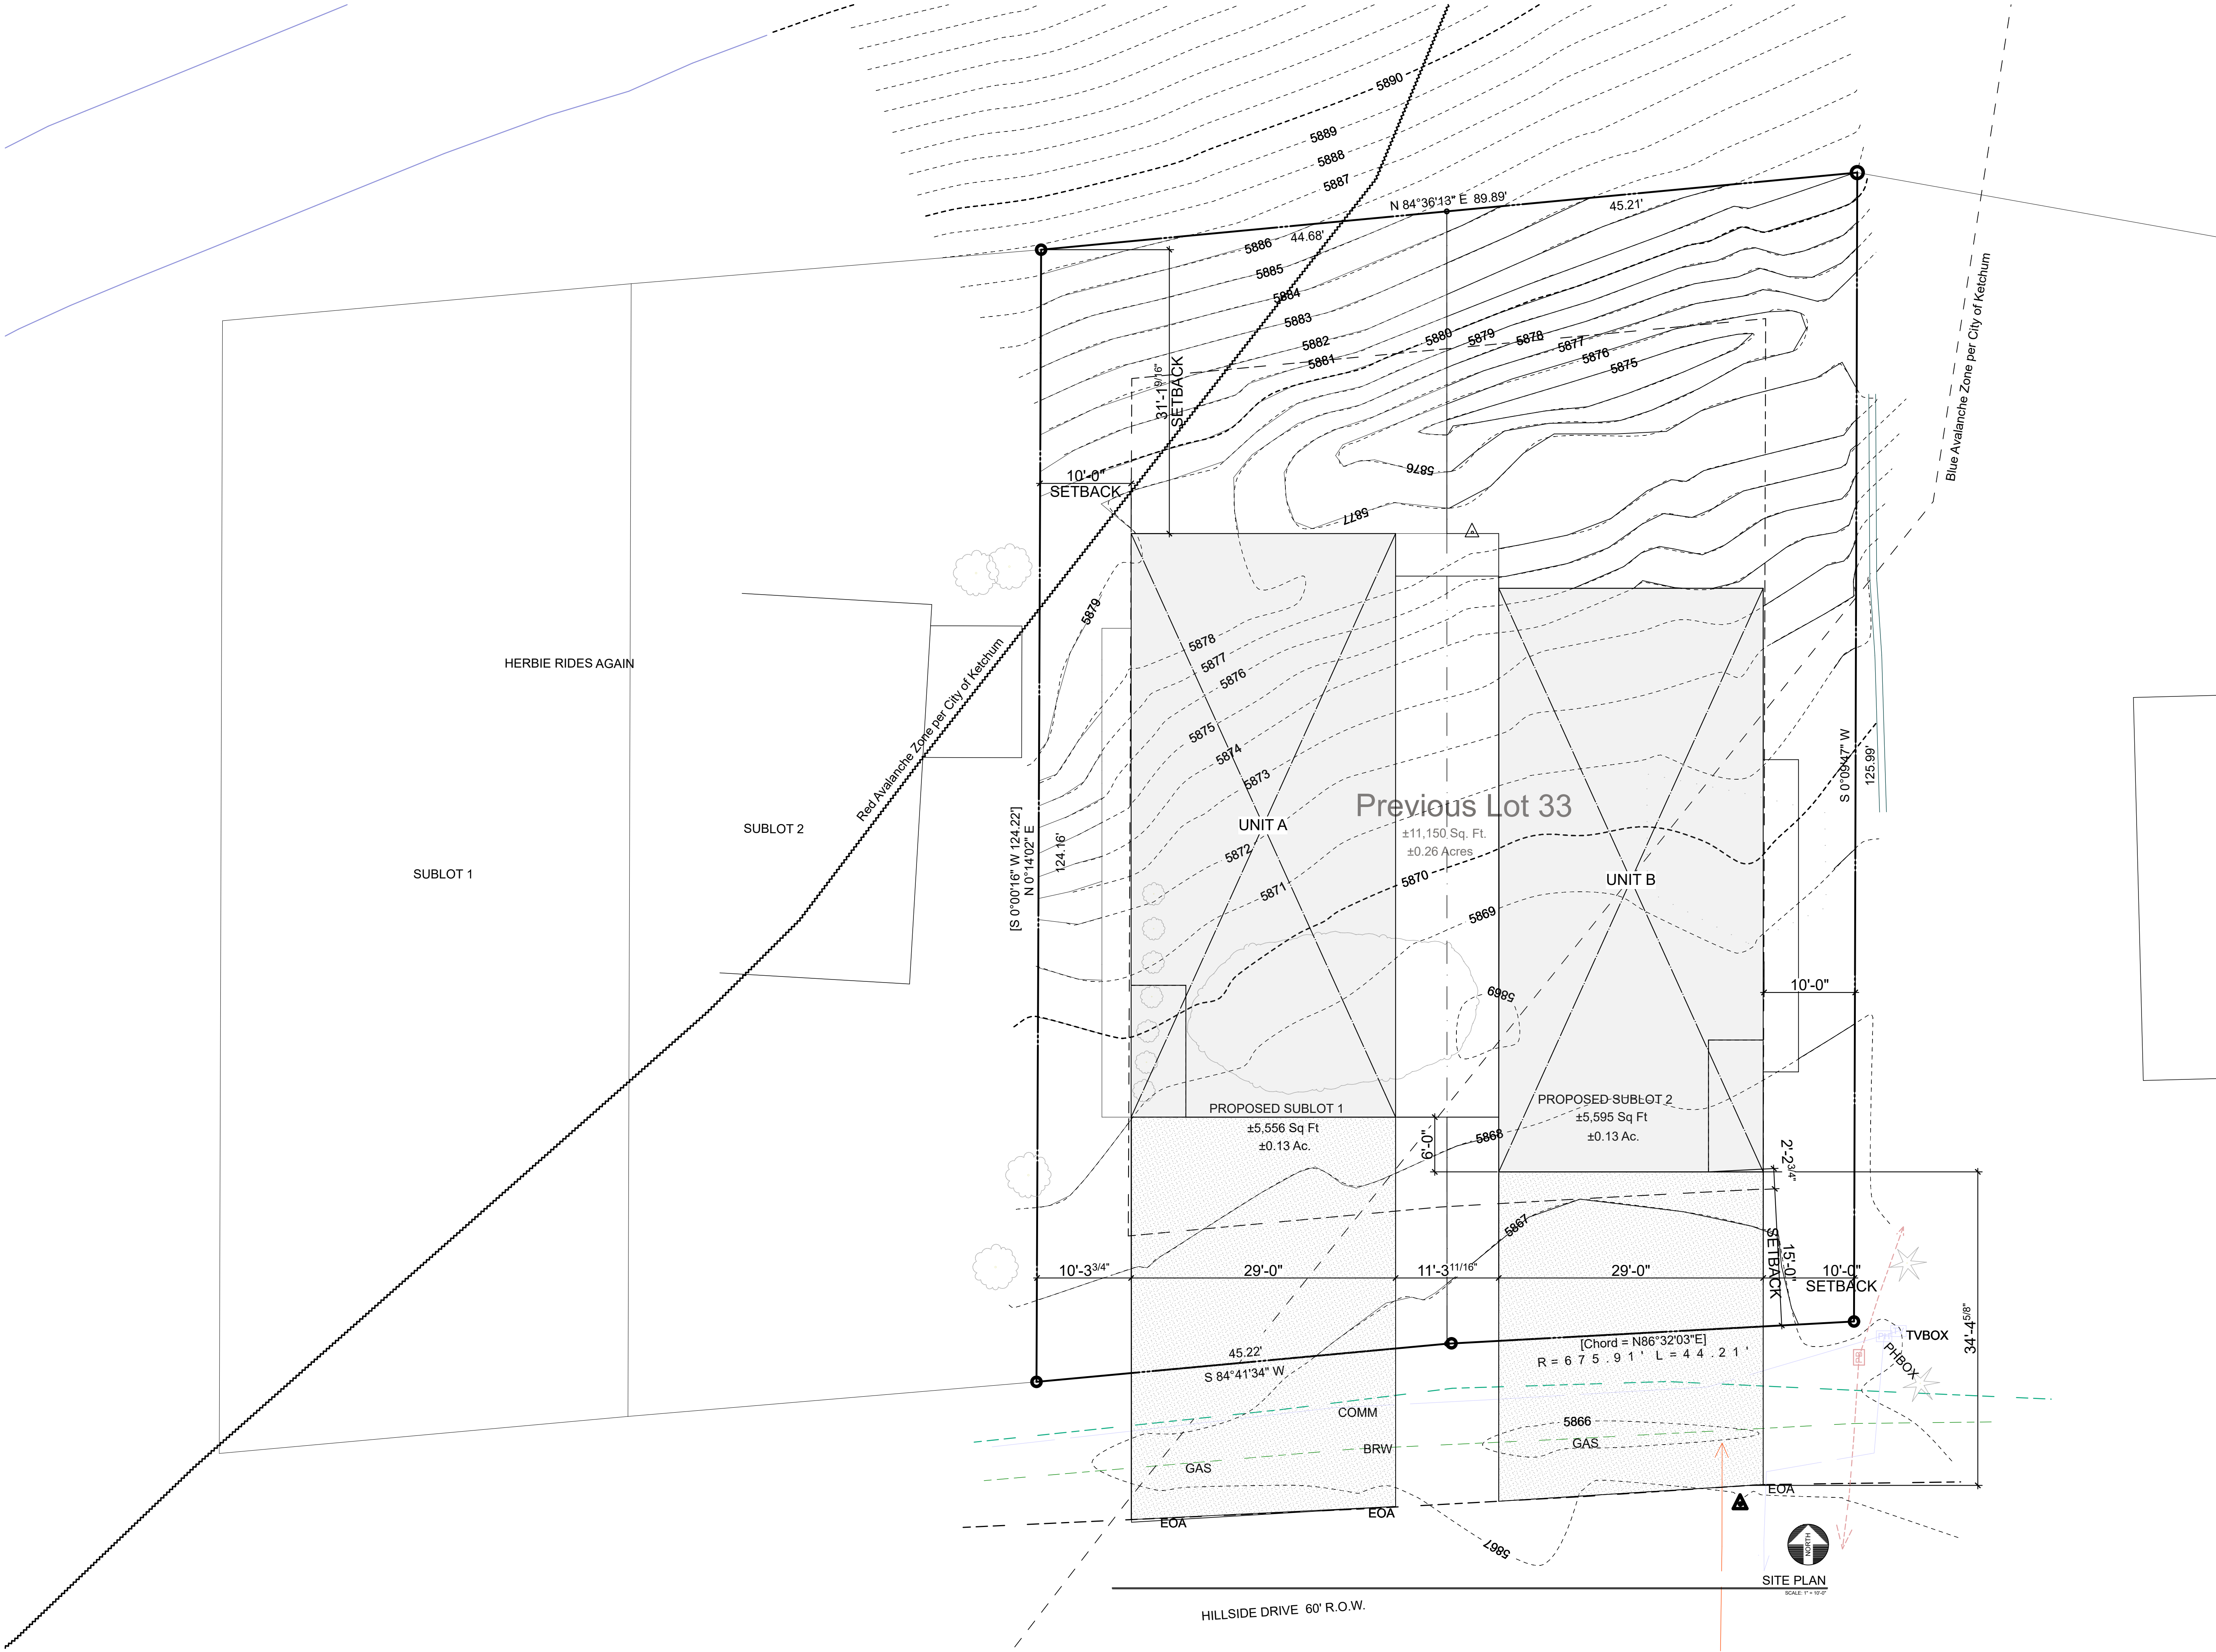 5890
5889
5888
5887
N 84°36'13" E 89.89'
45.21'
44.68'
5886
5885
5884
5883
5882
5881
5880
5879
5878
5877
5876
5875
31'-1 9/16"
SETBACK
Blue Avalanche Zone per City of Ketchum
10'-0"
SETBACK
5876
5877
5879
5878
5877
5876
5875
5874
5873
5872
5871
5870
5869
5869
HERBIE RIDES AGAIN
Red Avalanche Zone per City of Ketchum
SUBLOT 2
SUBLOT 1
[S 0°00'16" W 124.22']
N 0°14'02" E
124.16'
UNIT A
Previous Lot 33
±11,150 Sq. Ft.
±0.26 Acres
UNIT B
S 0°09'47" W
125.99'
10'-0"
PROPOSED SUBLOT 1
±5,556 Sq Ft
±0.13 Ac.
PROPOSED SUBLOT 2
±5,595 Sq Ft
±0.13 Ac.
6'-0"
5868
2'-2 3/4"
5867
15'-0"
SETBACK
10'-3 3/4"
29'-0"
11'-3 11/16"
29'-0"
10'-0"
SETBACK
34'-4 5/8"
TVBOX
PHBOX
PB
[Chord = N86°32'03"E]
R = 675.91' L = 44.21'
45.22'
S 84°41'34" W
COMM
5866
BRW
GAS
GAS
EOA
EOA
EOA
5867
NORTH
SITE PLAN
SCALE: 1" = 10'-0"
HILLSIDE DRIVE 60' R.O.W.